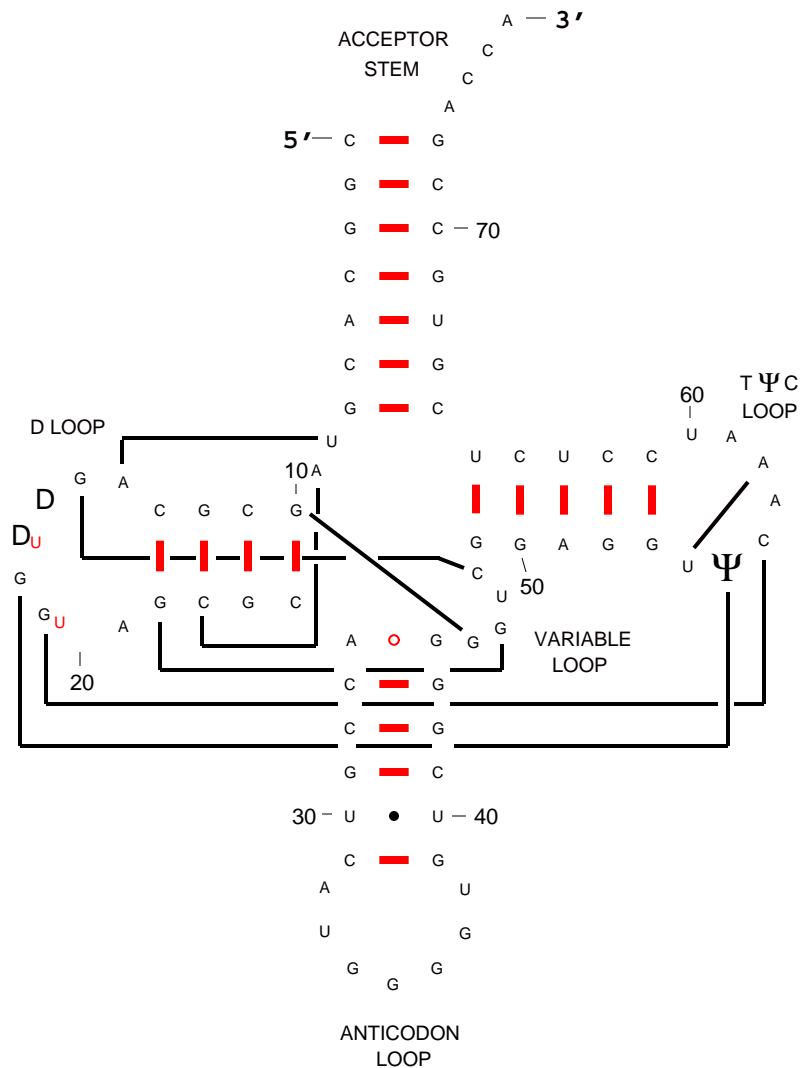 A – 3'
ACCEPTOR
STEM
C
C
A
5' – C G
G C
G C – 70
C G
A U
C G
G C
60
T Ψ C
LOOP
D LOOP
U
U C U C C
U A
A
A
C
10
A
G A
C G C G
D
DU
G
GU
20
A
G C G C
G G A G G
U Ψ
50
C
U
G
G
VARIABLE
LOOP
A G
C G
C G
G C
30 – U U – 40
C G
A U
U G
G G
G
ANTICODON
LOOP